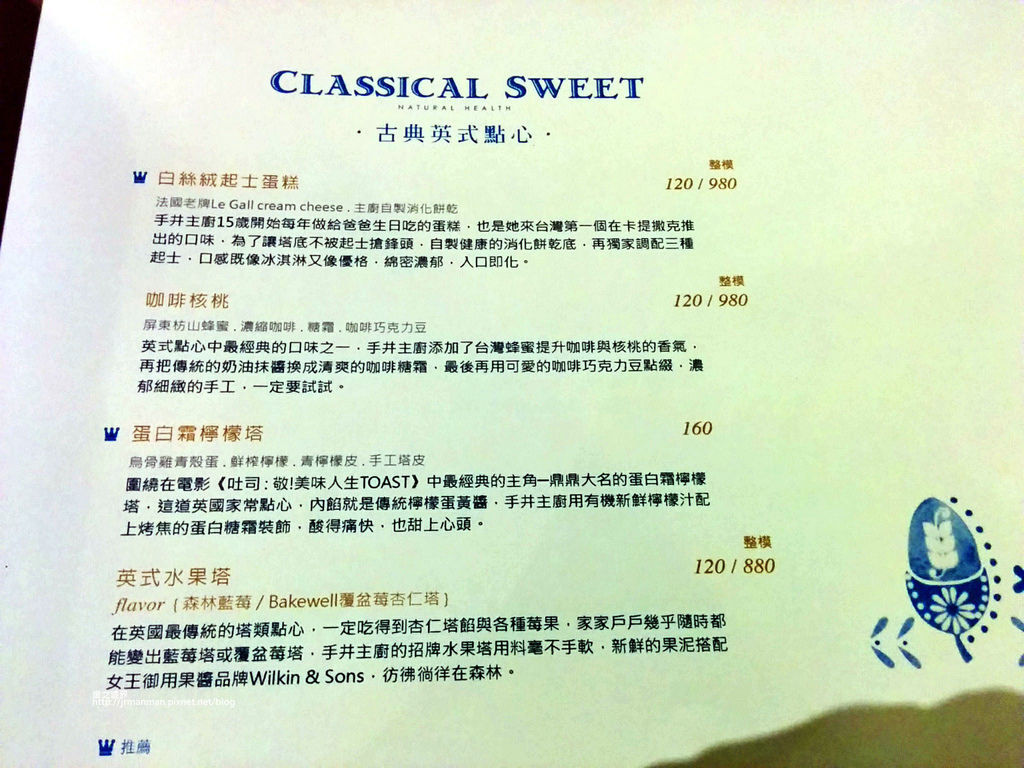 CLASSICAL SWEET
NATURAL HEALTH
·古典英式點心·
白絲絨起士蛋糕
整模
120 / 980
法國老牌Le Gall cream cheese . 主廚自製消化餅乾
手井主廚15歲開始每年做給爸爸生日吃的蛋糕，也是她來台灣第一個在卡提撒克推
出的口味，為了讓塔底不被起士搶鋒頭，自製健康的消化餅乾底，再獨家調配三種
起士，口感既像冰淇淋又像優格，綿密濃郁，入口即化。
咖啡核桃
整模
120 / 980
屏東枋山蜂蜜 . 濃縮咖啡 . 糖霜 . 咖啡巧克力豆
英式點心中最經典的口味之一，手井主廚添加了台灣蜂蜜提升咖啡與核桃的香氣，
再把傳統的奶油抹醬換成清爽的咖啡糖霜，最後再用可愛的咖啡巧克力豆點綴，濃
郁細緻的手工，一定要試試。
蛋白霜檸檬塔
160
烏骨雞青殼蛋 . 鮮榨檸檬 . 青檸檬皮 . 手工塔皮
圍繞在電影《吐司 : 敬!美味人生TOAST》中最經典的主角─鼎鼎大名的蛋白霜檸檬
塔，這道英國家常點心，內餡就是傳統檸檬蛋黃醬，手井主廚用有機新鮮檸檬汁配
上烤焦的蛋白糖霜裝飾，酸得痛快，也甜上心頭。
英式水果塔
整模
120 / 880
flavor ( 森林藍莓 / Bakewell覆盆莓杏仁塔 )
在英國最傳統的塔類點心，一定吃得到杏仁塔餡與各種莓果，家家戶戶幾乎隨時都
能變出藍莓塔或覆盆莓塔，手井主廚的招牌水果塔用料毫不手軟，新鮮的果泥搭配
女王御用果醬品牌Wilkin & Sons，彷彿徜徉在森林。
http://jrmanman.pixnet.net/blog
推薦